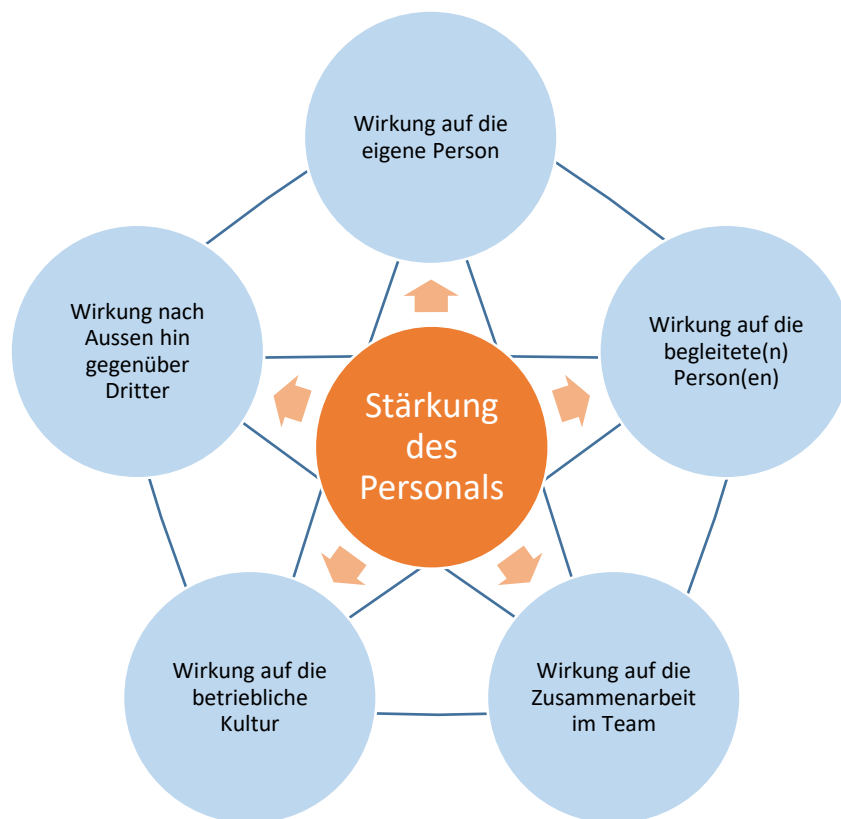 Wirkung auf die
eigene Person
Wirkung nach
Aussen hin
gegenüber
Dritter
Wirkung auf die
begleitete(n)
Person(en)
Stärkung
des
Personals
Wirkung auf die
betriebliche
Kultur
Wirkung auf die
Zusammenarbeit
im Team